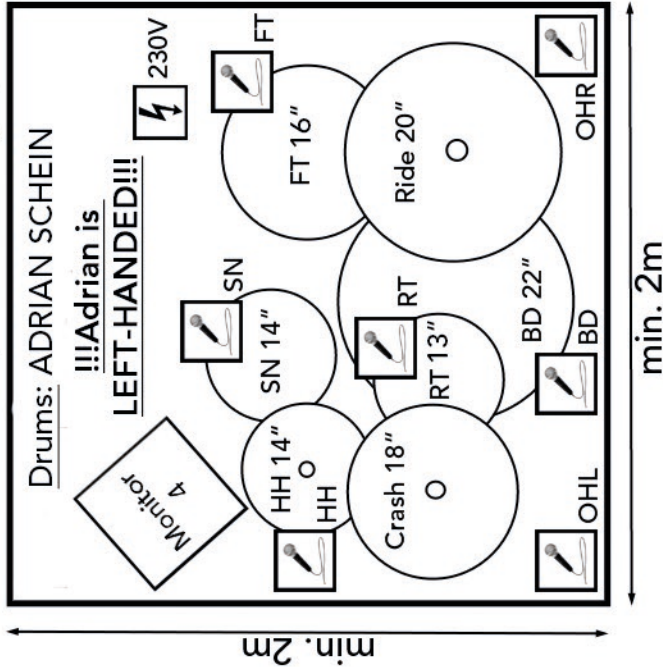 Drums: ADRIAN SCHEIN
!!!Adrian is
LEFT-HANDED!!!
230V
Monitor
4
FT
FT 16"
Ride 20"
OHR
SN
SN 14"
RT
RT 13"
BD 22"
BD
HH 14"
HH
Crash 18"
OHL
min. 2m
min. 2m